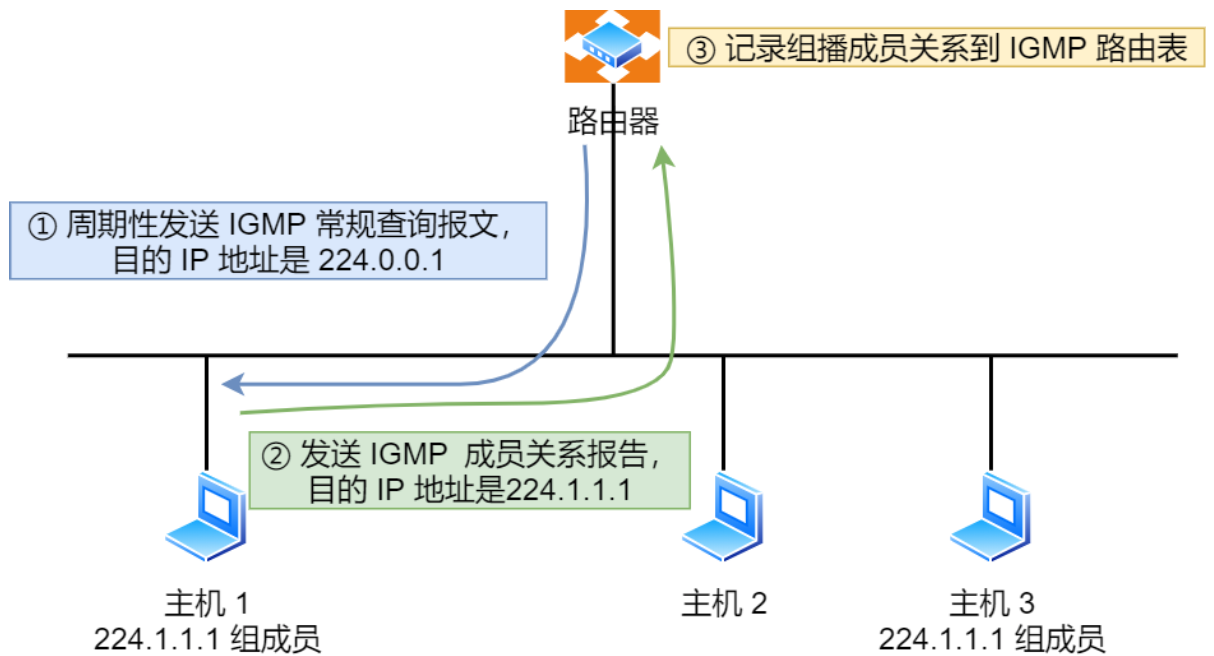 ③ 记录组播成员关系到 IGMP 路由表
路由器
① 周期性发送 IGMP 常规查询报文，
目的 IP 地址是 224.0.0.1
② 发送 IGMP 成员关系报告，
目的 IP 地址是224.1.1.1
主机 1
224.1.1.1 组成员
主机 2
主机 3
224.1.1.1 组成员